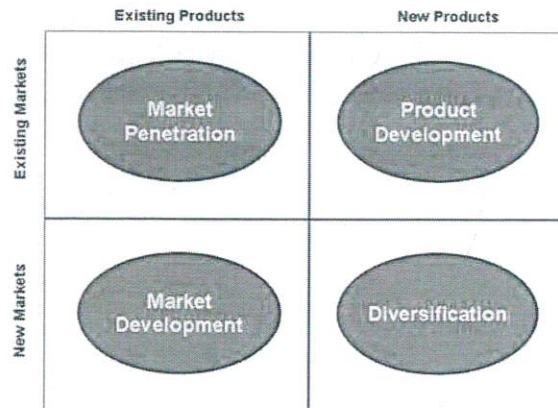 Existing Products
New Products
Existing Markets
Market
Penetration
Product
Development
New Markets
Market
Development
Diversification